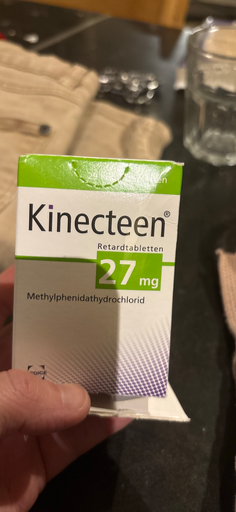 Kinecteen®
Retardtabletten
27 mg
Methylphenidathydrochlorid